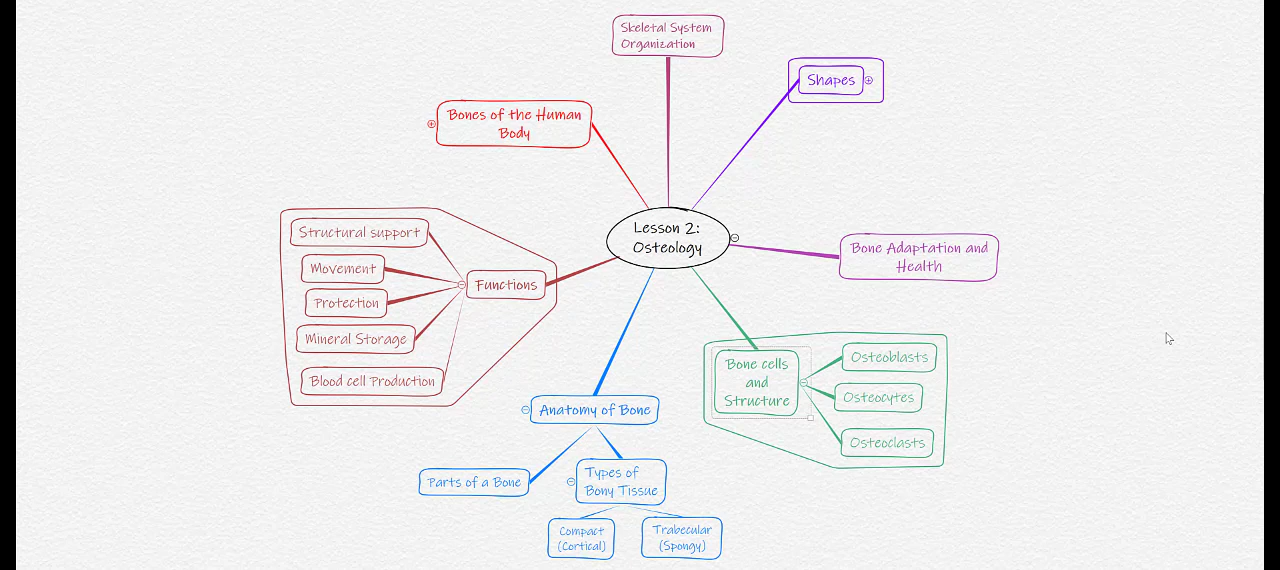 Skeletal System
Organization
Shapes
Bones of the Human
Body
Lesson 2:
Osteology
Bone Adaptation and
Health
Structural support
Movement
Protection
Mineral Storage
Blood cell Production
Functions
Bone cells
and
Structure
Osteoblasts
Osteocytes
Osteoclasts
Anatomy of Bone
Parts of a Bone
Types of
Bony Tissue
Compact
(Cortical)
Trabecular
(Spongy)